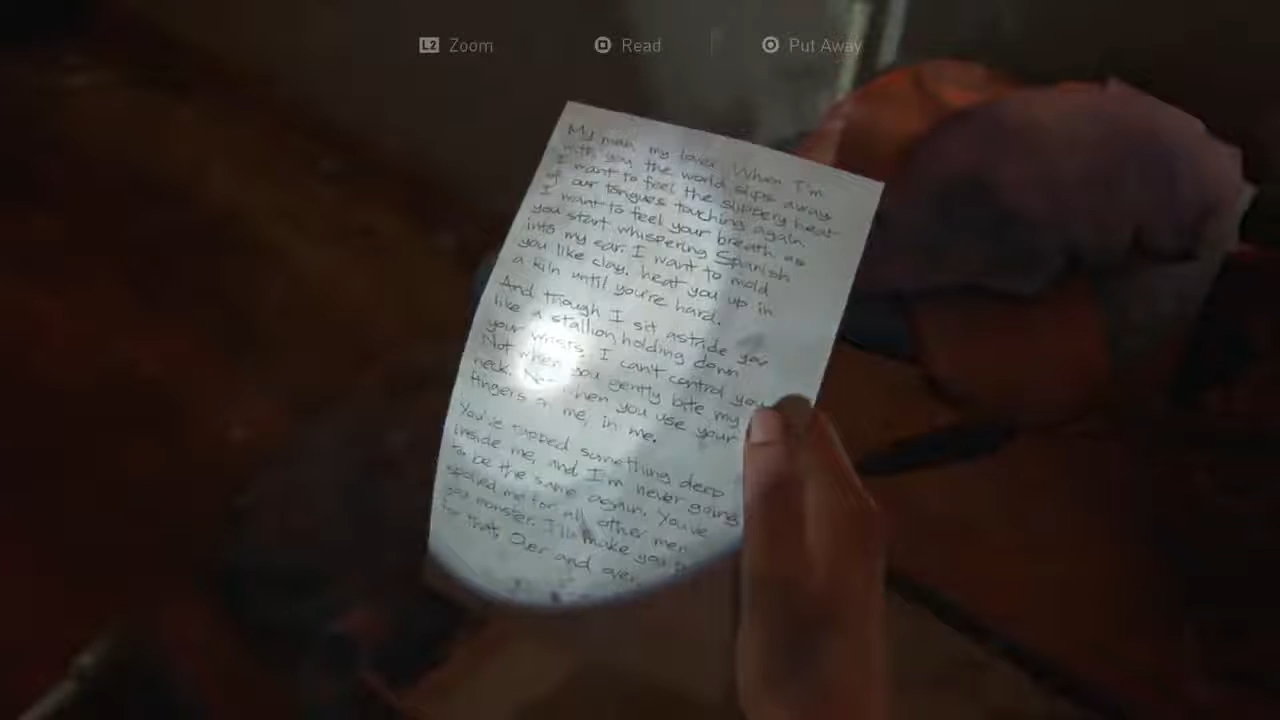 L2 Zoom
Read
Put Away
My man, my lover. When I'm
with you the world slips away
I want to feel the slippery heat
of our tongues touching again.
I want to feel your breath as
you start whispering Spanish
into my ear. I want to mold
you like clay, heat you up in
a kiln until you're hard.
And though I sit astride you
like a stallion, holding down
your wrists, I can't control you
Not when you gently bite my
neck. Not when you use your
fingers in me, in me.
You've tapped something deep
inside me, and I'm never going
to be the same again. You've
spoiled me for all other men
you monster. I'll make you
for that. Over and over.